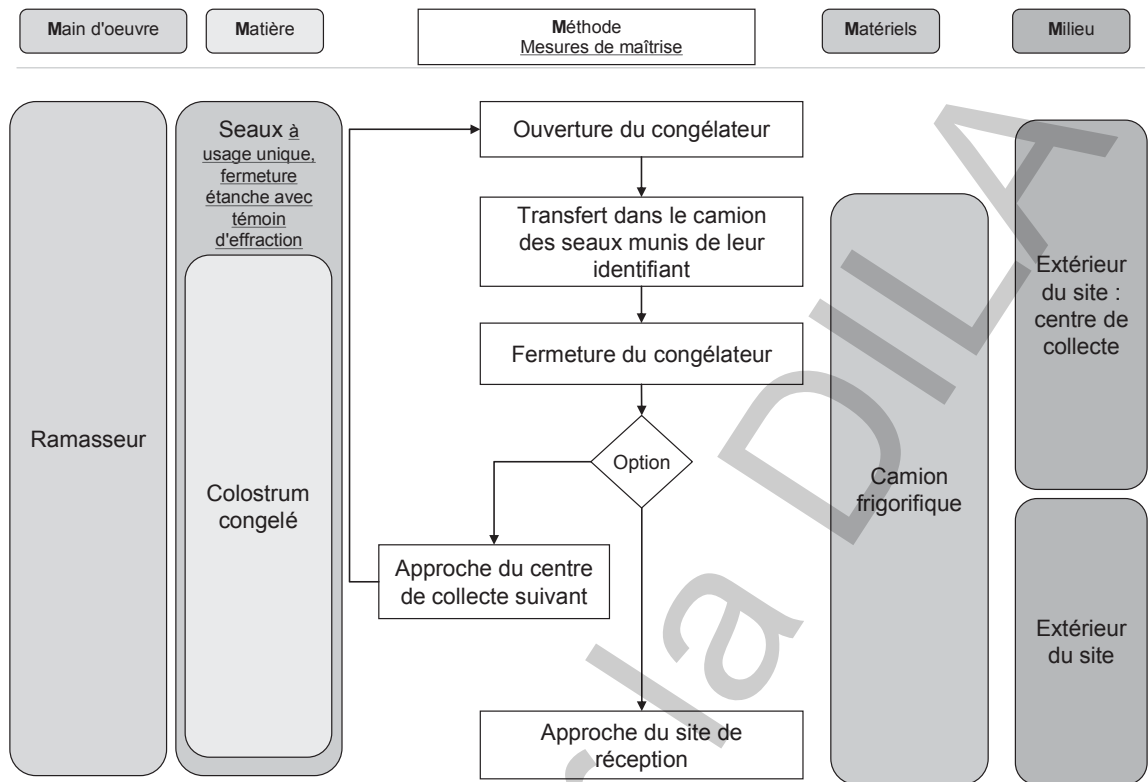 Main d'oeuvre
Matière
Méthode
Mesures de maîtrise
Matériels
Milieu
Ramasseur
Seaux à
usage unique,
fermeture
étanche avec
témoin
d'effraction
Colostrum
congelé
Ouverture du congélateur
Transfert dans le camion
des seaux munis de leur
identifiant
Fermeture du congélateur
Option
Approche du centre
de collecte suivant
Approche du site de
réception
Camion
frigorifique
Extérieur
du site :
centre de
collecte
Extérieur
du site
la DILA